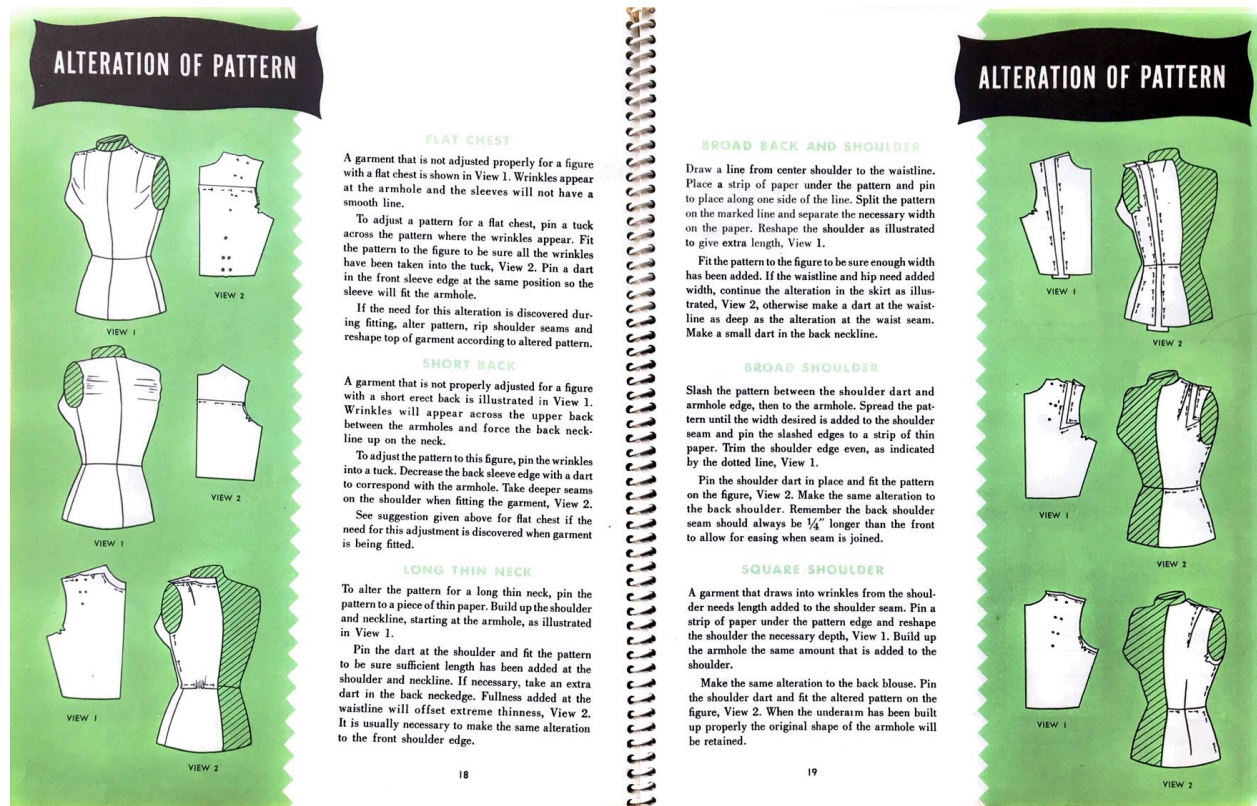 ALTERATION OF PATTERN
VIEW 1
VIEW 2
VIEW 1
VIEW 2
VIEW 1
VIEW 2
FLAT CHEST
A garment that is not adjusted properly for a figure
with a flat chest is shown in View 1. Wrinkles appear
at the armhole and the sleeves will not have a
smooth line.
To adjust a pattern for a flat chest, pin a tuck
across the pattern where the wrinkles appear. Fit
the pattern to the figure to be sure all the wrinkles
have been taken into the tuck, View 2. Pin a dart
in the front sleeve edge at the same position so the
sleeve will fit the armhole.
If the need for this alteration is discovered dur-
ing fitting, alter pattern, rip shoulder seams and
reshape top of garment according to altered pattern.
SHORT BACK
A garment that is not properly adjusted for a figure
with a short erect back is illustrated in View 1.
Wrinkles will appear across the upper back
between the armholes and force the back neck-
line up on the neck.
To adjust the pattern to this figure, pin the wrinkles
into a tuck. Decrease the back sleeve edge with a dart
to correspond with the armhole. Take deeper seams
on the shoulder when fitting the garment, View 2.
See suggestion given above for flat chest if the
need for this adjustment is discovered when garment
is being fitted.
LONG THIN NECK
To alter the pattern for a long thin neck, pin the
pattern to a piece of thin paper. Build up the shoulder
and neckline, starting at the armhole, as illustrated
in View 1.
Pin the dart at the shoulder and fit the pattern
to be sure sufficient length has been added at the
shoulder and neckline. If necessary, take an extra
dart in the back neckedge. Fullness added at the
waistline will offset extreme thinness, View 2.
It is usually necessary to make the same alteration
to the front shoulder edge.
18
BROAD BACK AND SHOULDER
Draw a line from center shoulder to the waistline.
Place a strip of paper under the pattern and pin
to place along one side of the line. Split the pattern
on the marked line and separate the necessary width
on the paper. Reshape the shoulder as illustrated
to give extra length, View 1.
Fit the pattern to the figure to be sure enough width
has been added. If the waistline and hip need added
width, continue the alteration in the skirt as illus-
trated, View 2, otherwise make a dart at the waist-
line as deep as the alteration at the waist seam.
Make a small dart in the back neckline.
BROAD SHOULDER
Slash the pattern between the shoulder dart and
armhole edge, then to the armhole. Spread the pat-
tern until the width desired is added to the shoulder
seam and pin the slashed edges to a strip of thin
paper. Trim the shoulder edge even, as indicated
by the dotted line, View 1.
Pin the shoulder dart in place and fit the pattern
on the figure, View 2. Make the same alteration to
the back shoulder. Remember the back shoulder
seam should always be ¼" longer than the front
to allow for easing when seam is joined.
SQUARE SHOULDER
A garment that draws into wrinkles from the shoul-
der needs length added to the shoulder seam. Pin a
strip of paper under the pattern edge and reshape
the shoulder the necessary depth, View 1. Build up
the armhole the same amount that is added to the
shoulder.
Make the same alteration to the back blouse. Pin
the shoulder dart and fit the altered pattern on the
figure, View 2. When the underarm has been built
up properly the original shape of the armhole will
be retained.
19
ALTERATION OF PATTERN
VIEW 1
VIEW 2
VIEW 1
VIEW 2
VIEW 1
VIEW 2